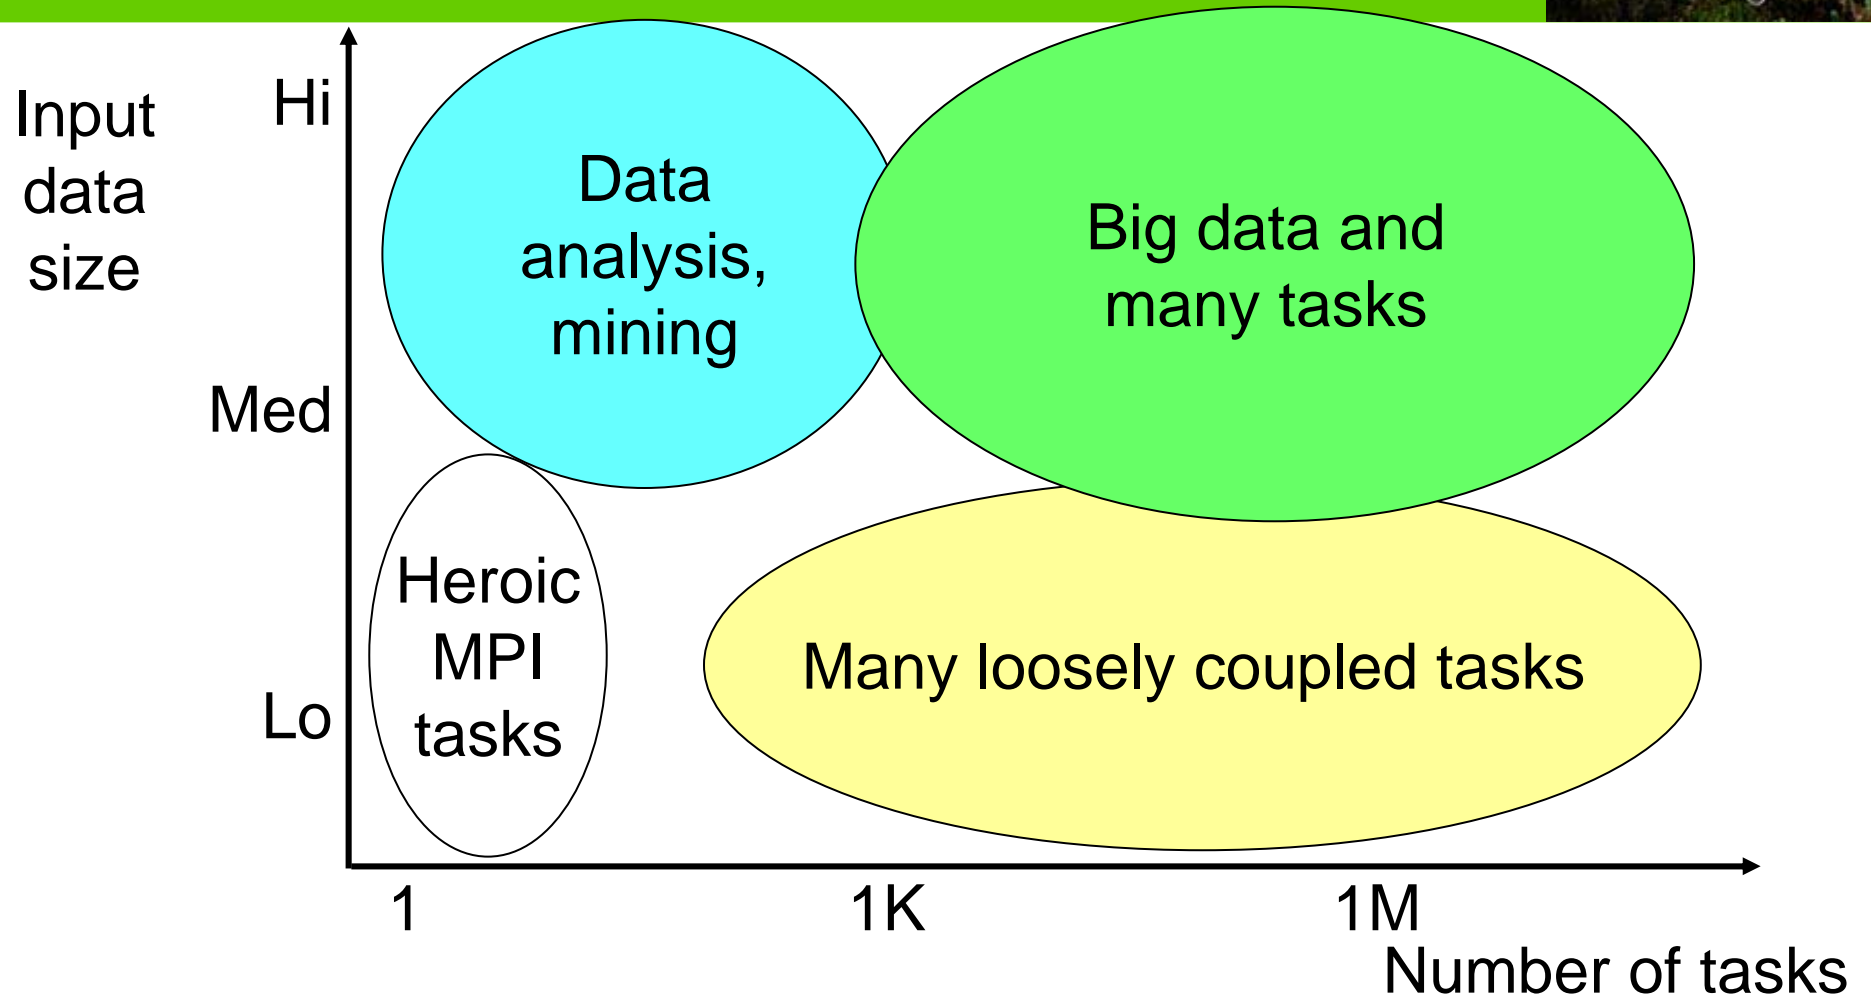 Input
data
size
Hi
Med
Lo
Data
analysis,
mining
Big data and
many tasks
Heroic
MPI
tasks
Many loosely coupled tasks
1
1K
1M
Number of tasks